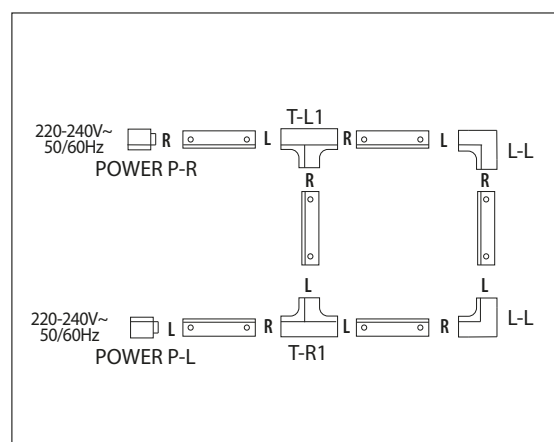 T-L1
220-240V~
50/60Hz
R L R L
L-L
POWER P-R
R R
L L
220-240V~
50/60Hz
L R L R
L-L
POWER P-L
T-R1